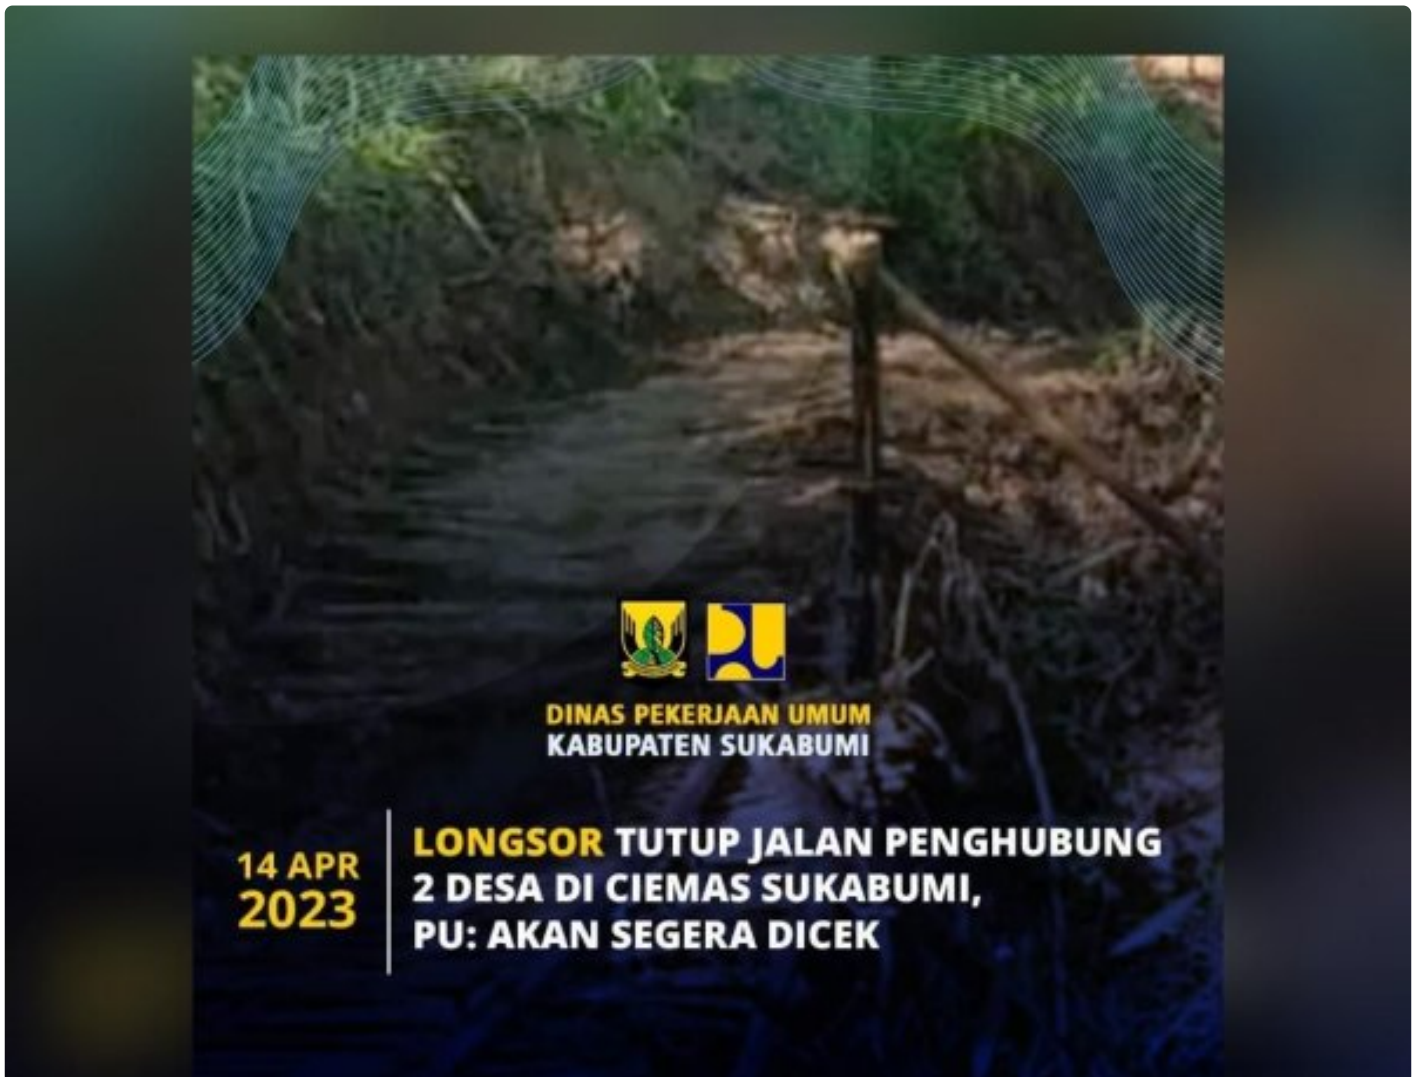 DINAS PEKERJAAN UMUM
KABUPATEN SUKABUMI
14 APR
2023
LONGSOR TUTUP JALAN PENGHUBUNG
2 DESA DI CIEMAS SUKABUMI,
PU: AKAN SEGERA DICEK